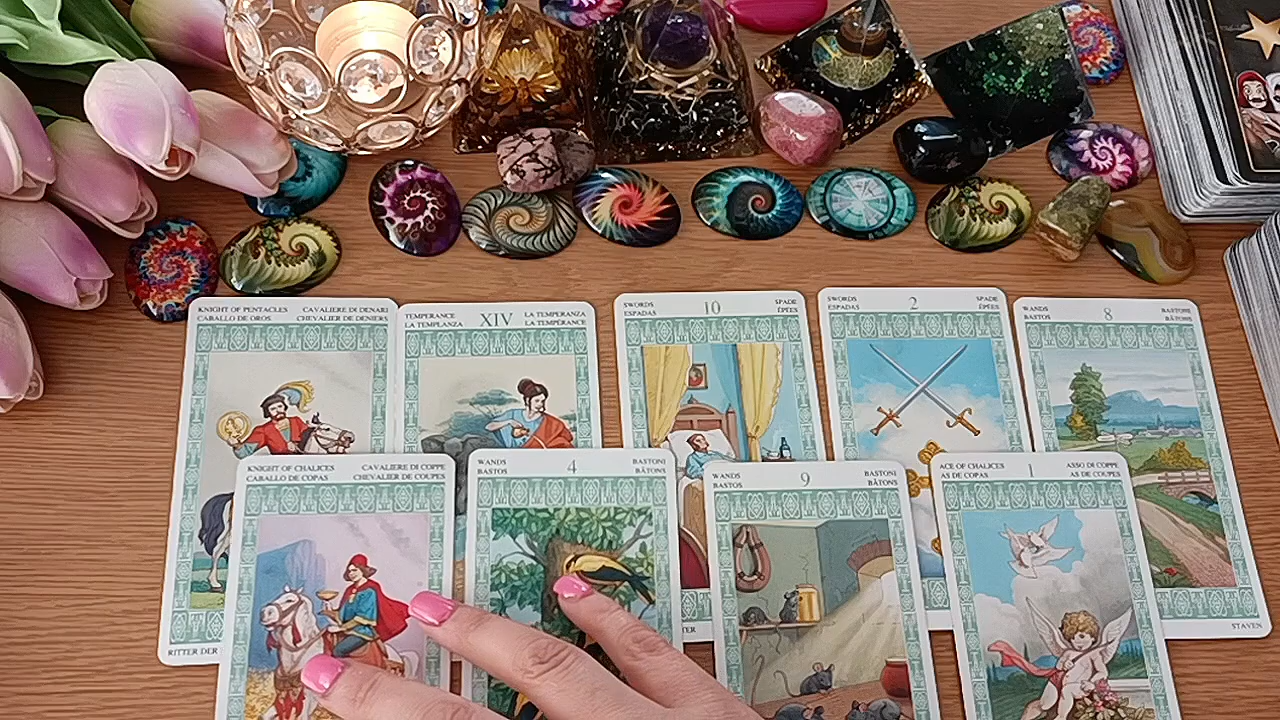 KNIGHT OF PENTACLES CAVALIERE DI DENARI
CABALLO DE OROS CHEVALIER DE DENIERS
RITTER DER
TEMPERANCE XIV LA TEMPERANZA
LA TEMPLANZA LA TEMPÉRANCE
SWORDS 10 SPADE
ESPADAS ÉPÉES
TER
SWORDS 2 SPADE
ESPADAS ÉPÉES
WANDS 8 BASTONI
BASTOS BÂTONS
STAVEN
KNIGHT OF CHALICES CAVALIERE DI COPPE
CABALLO DE COPAS CHEVALIER DE COUPES
WANDS 4 BASTONI
BASTOS BÂTONS
WANDS 9 BASTONI
BASTOS BÂTONS
ACE OF CHALICES 1 ASSO DI COPPE
AS DE COPAS AS DE COUPES